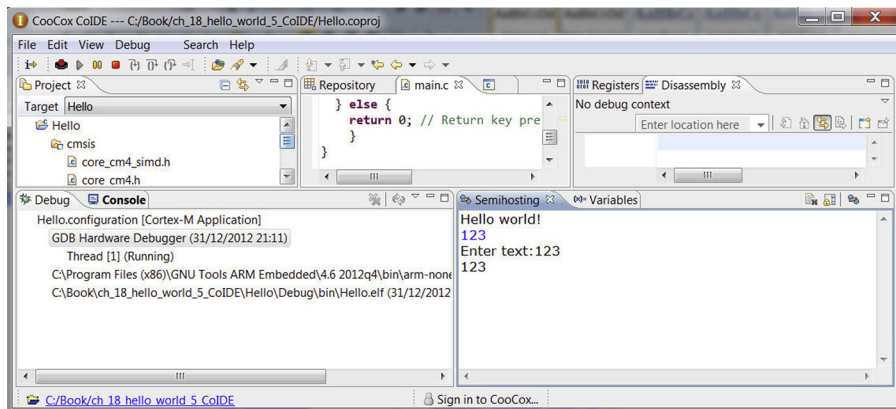 CooCox CoIDE --- C:/Book/ch_18_hello_world_5_CoIDE/Hello.coproj
File Edit View Debug Search Help
Project
Target Hello
Hello
cmsis
core_cm4_simd.h
core cm4.h
Repository main.c
} else {
return 0; // Return key pre
}
}
Registers Disassembly
No debug context
Enter location here
Debug Console
Hello.configuration [Cortex-M Application]
GDB Hardware Debugger (31/12/2012 21:11)
Thread [1] (Running)
C:\Program Files (x86)\GNU Tools ARM Embedded\4.6 2012q4\bin\arm-none
C:\Book\ch_18_hello_world_5_CoIDE\Hello\Debug\bin\Hello.elf (31/12/2012
Semihosting Variables
Hello world!
123
Enter text:123
123
C:/Book/ch 18 hello world 5 CoIDE
Sign in to CooCox...